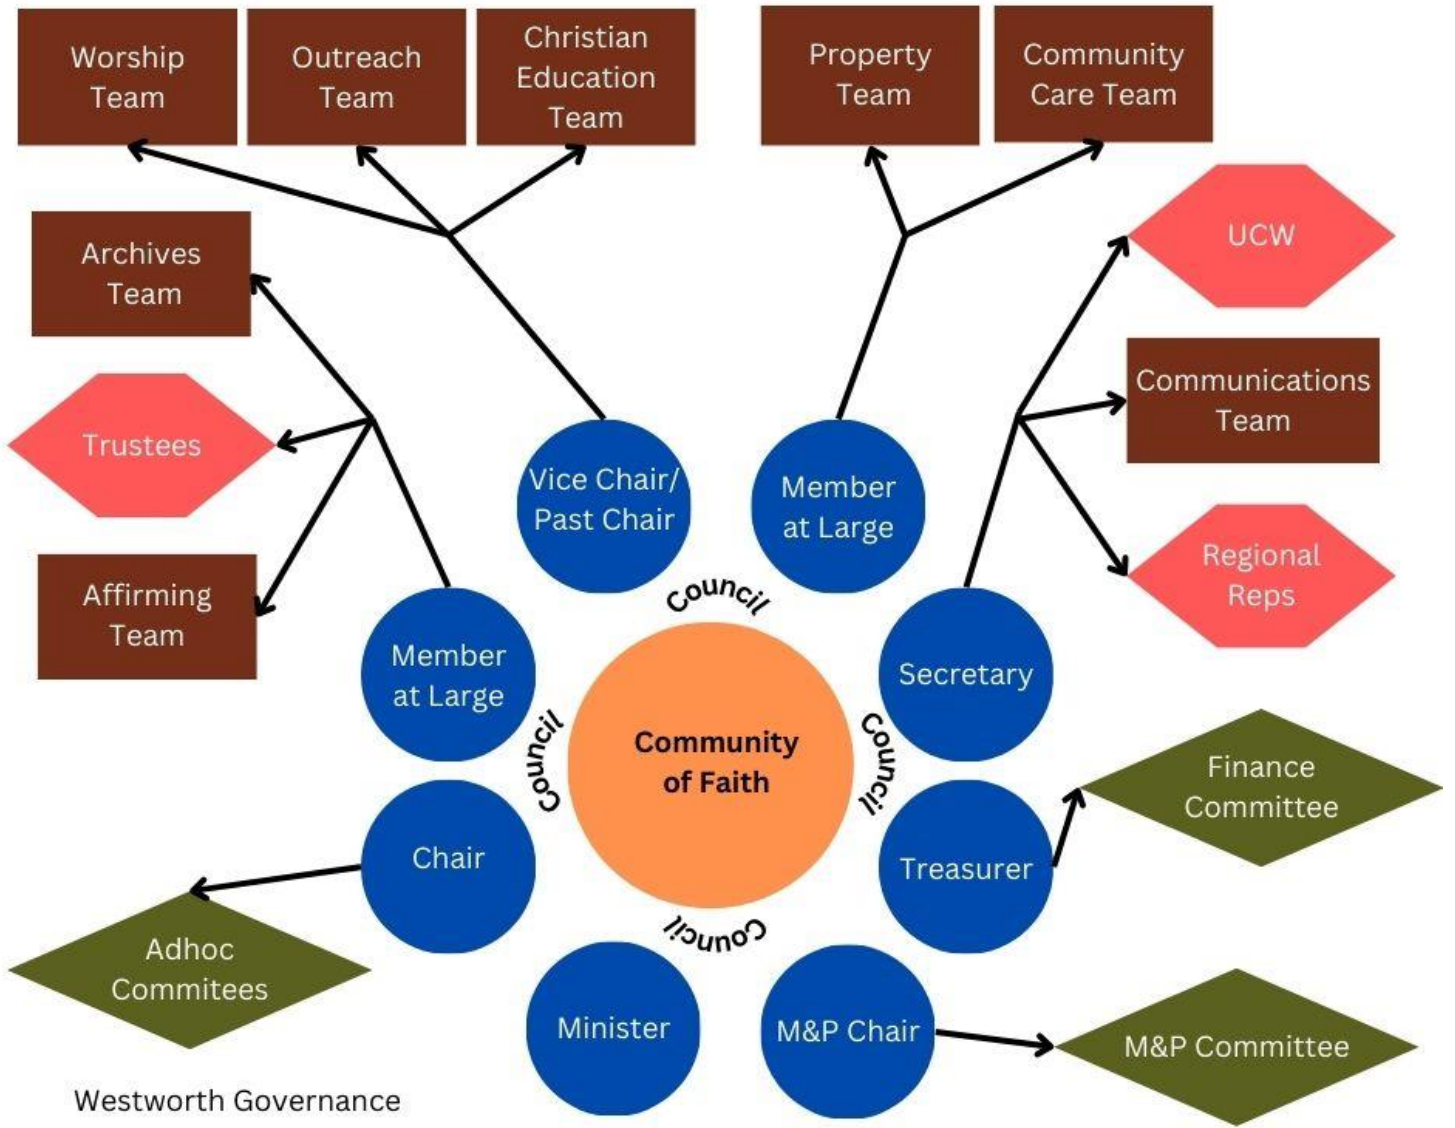 Worship
Team
Outreach
Team
Christian
Education
Team
Property
Team
Community
Care Team
UCW
Archives
Team
Communications
Team
Trustees
Vice Chair/
Past Chair
Member
at Large
Regional
Reps
Affirming
Team
Council
Member
at Large
Secretary
Council
Community
of Faith
Council
Finance
Committee
Chair
Treasurer
Council
Adhoc
Commitees
Minister
M&P Chair
M&P Committee
Westworth Governance